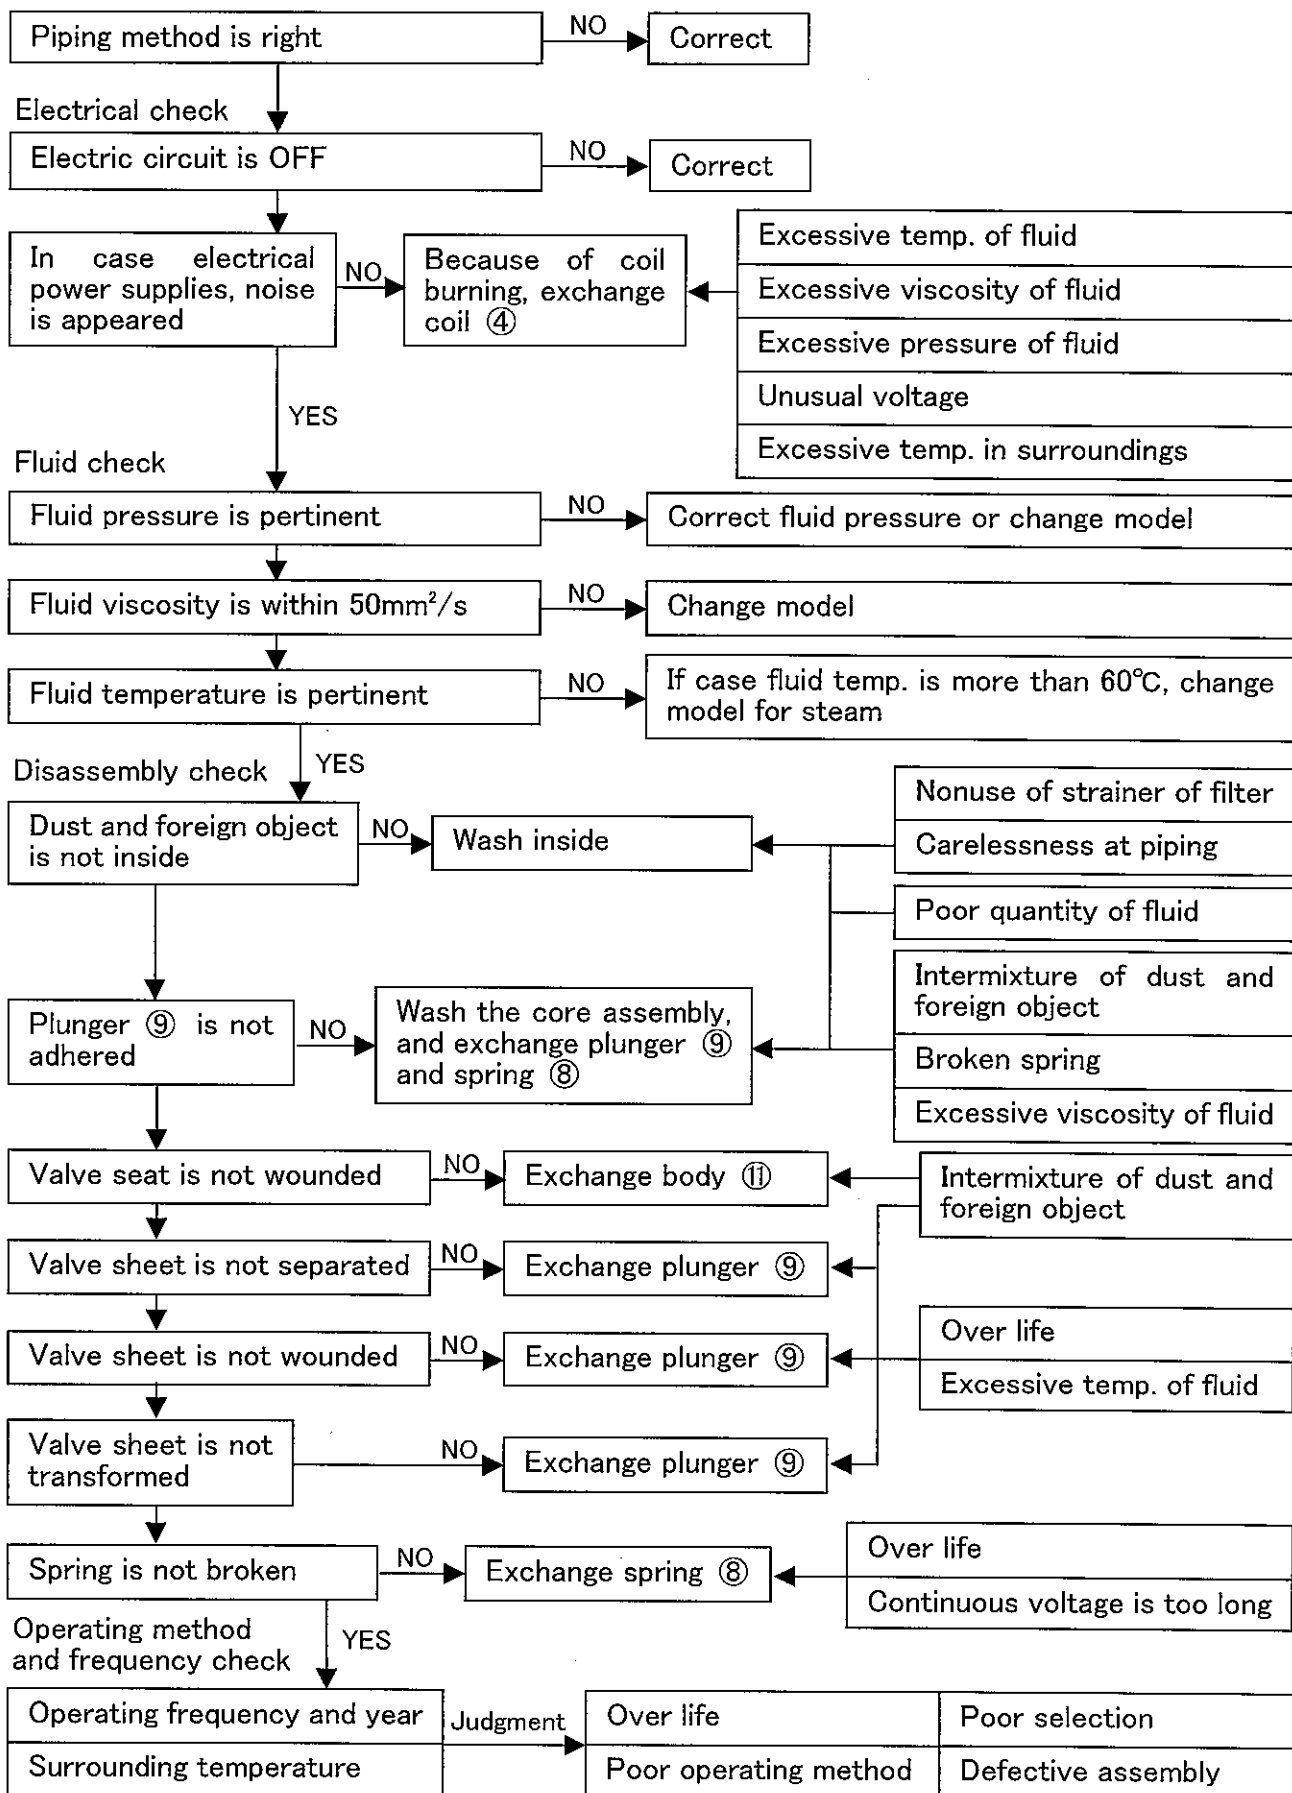 Piping method is right
NO
Correct
Electrical check
Electric circuit is OFF
NO
Correct
In case electrical
power supplies, noise
is appeared
NO
Because of coil
burning, exchange
coil ④
Excessive temp. of fluid
Excessive viscosity of fluid
Excessive pressure of fluid
Unusual voltage
Excessive temp. in surroundings
YES
Fluid check
Fluid pressure is pertinent
NO
Correct fluid pressure or change model
Fluid viscosity is within 50mm²/s
NO
Change model
Fluid temperature is pertinent
NO
If case fluid temp. is more than 60℃, change
model for steam
YES
Disassembly check
Dust and foreign object
is not inside
NO
Wash inside
Nonuse of strainer of filter
Carelessness at piping
Poor quantity of fluid
Plunger ⑨ is not
adhered
NO
Wash the core assembly,
and exchange plunger ⑨
and spring ⑧
Intermixture of dust and
foreign object
Broken spring
Excessive viscosity of fluid
Valve seat is not wounded
NO
Exchange body ⑪
Intermixture of dust and
foreign object
Valve sheet is not separated
NO
Exchange plunger ⑨
Valve sheet is not wounded
NO
Exchange plunger ⑨
Over life
Excessive temp. of fluid
Valve sheet is not
transformed
NO
Exchange plunger ⑨
Spring is not broken
NO
Exchange spring ⑧
Over life
Continuous voltage is too long
YES
Operating method
and frequency check
Operating frequency and year
Surrounding temperature
Judgment
Over life
Poor selection
Poor operating method
Defective assembly